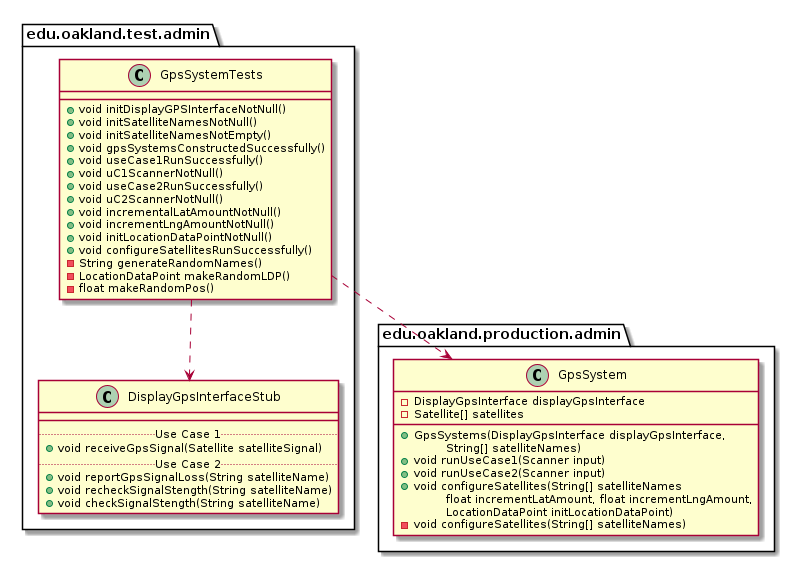 edu.oakland.test.admin
C GpsSystemTests
void initDisplayGPSInterfaceNotNull()
void initSatelliteNamesNotNull()
void initSatelliteNamesNotEmpty()
void gpsSystemsConstructedSuccessfully()
void useCase1RunSuccessfully()
void uC1ScannerNotNull()
void useCase2RunSuccessfully()
void uC2ScannerNotNull()
void incrementalLatAmountNotNull()
void incrementLngAmountNotNull()
void initLocationDataPointNotNull()
void configureSatellitesRunSuccessfully()
String generateRandomNames()
LocationDataPoint makeRandomLDP()
float makeRandomPos()
C DisplayGpsInterfaceStub
Use Case 1
void receiveGpsSignal(Satellite satelliteSignal)
Use Case 2
void reportGpsSignalLoss(String satelliteName)
void recheckSignalStength(String satelliteName)
void checkSignalStength(String satelliteName)
edu.oakland.production.admin
C GpsSystem
DisplayGpsInterface displayGpsInterface
Satellite[] satellites
GpsSystems(DisplayGpsInterface displayGpsInterface,
String[] satelliteNames)
void runUseCase1(Scanner input)
void runUseCase2(Scanner input)
void configureSatellites(String[] satelliteNames
float incrementLatAmount, float incrementLngAmount,
LocationDataPoint initLocationDataPoint)
void configureSatellites(String[] satelliteNames)